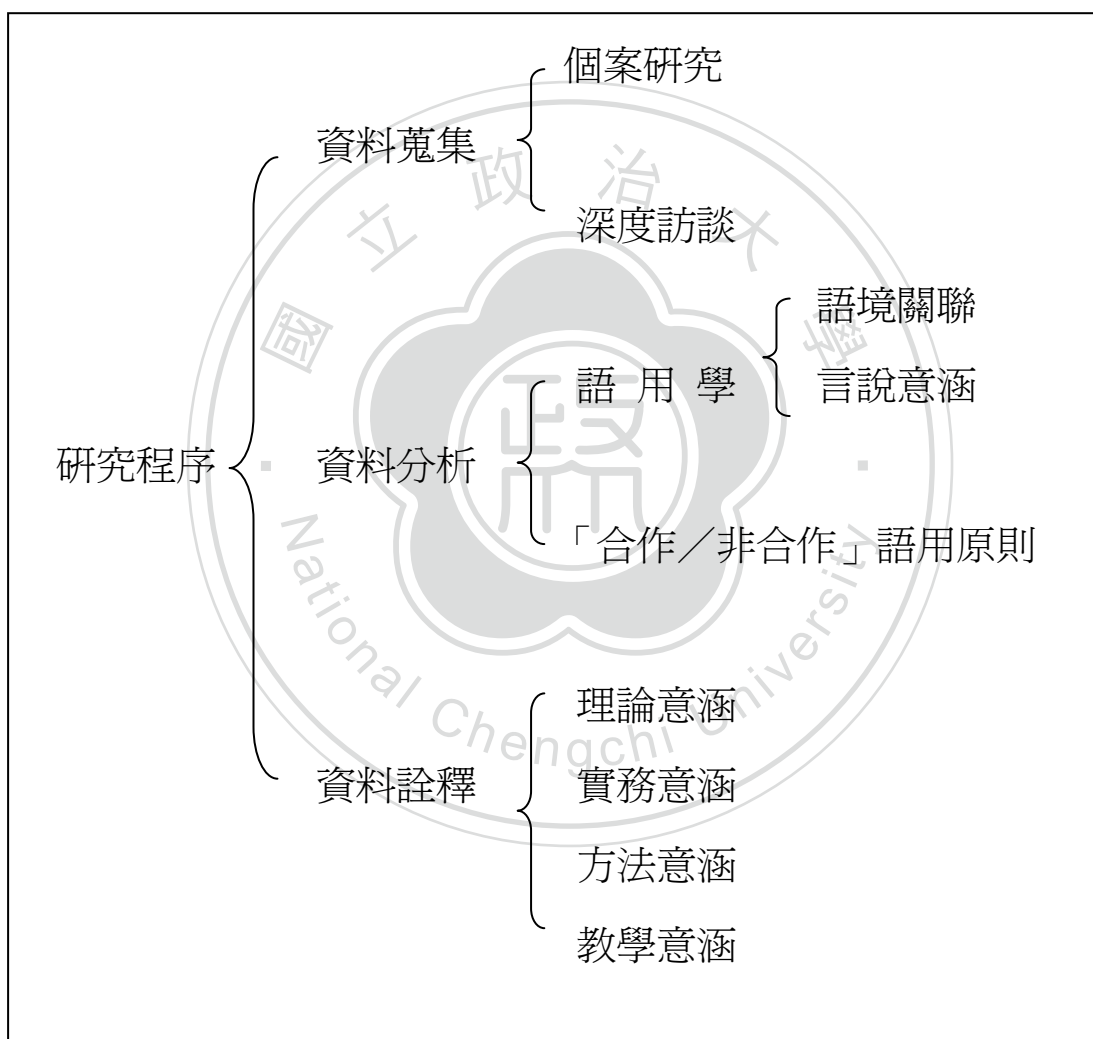 個案研究
資料蒐集
深度訪談
語境關聯
語 用 學
言說意涵
研究程序
資料分析
「合作／非合作」語用原則
理論意涵
資料詮釋
實務意涵
方法意涵
教學意涵
國立政治大學
政
National Chengchi University